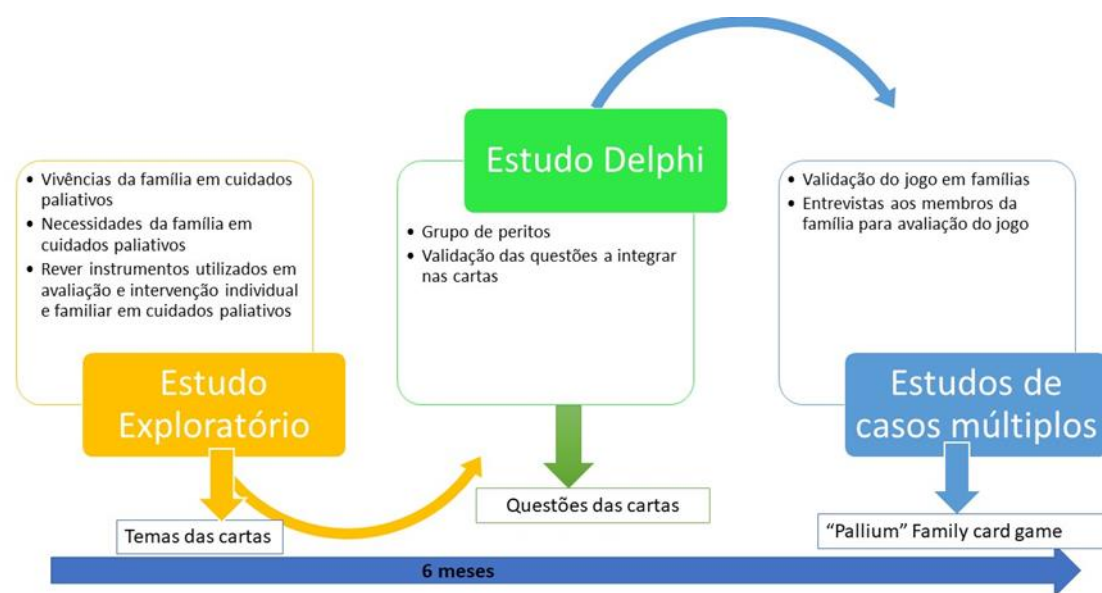 • Vivências da família em cuidados
paliativos
• Necessidades da família em
cuidados paliativos
• Rever instrumentos utilizados em
avaliação e intervenção individual
e familiar em cuidados paliativos
Estudo
Exploratório
Temas das cartas
Estudo Delphi
• Grupo de peritos
• Validação das questões a integrar
nas cartas
Questões das cartas
• Validação do jogo em famílias
• Entrevistas aos membros da
família para avaliação do jogo
Estudos de
casos múltiplos
“Pallium” Family card game
6 meses